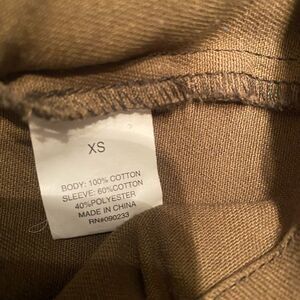 XS
BODY: 100% COTTON
SLEEVE: 60%COTTON
40%POLYESTER
MADE IN CHINA
RN#090233